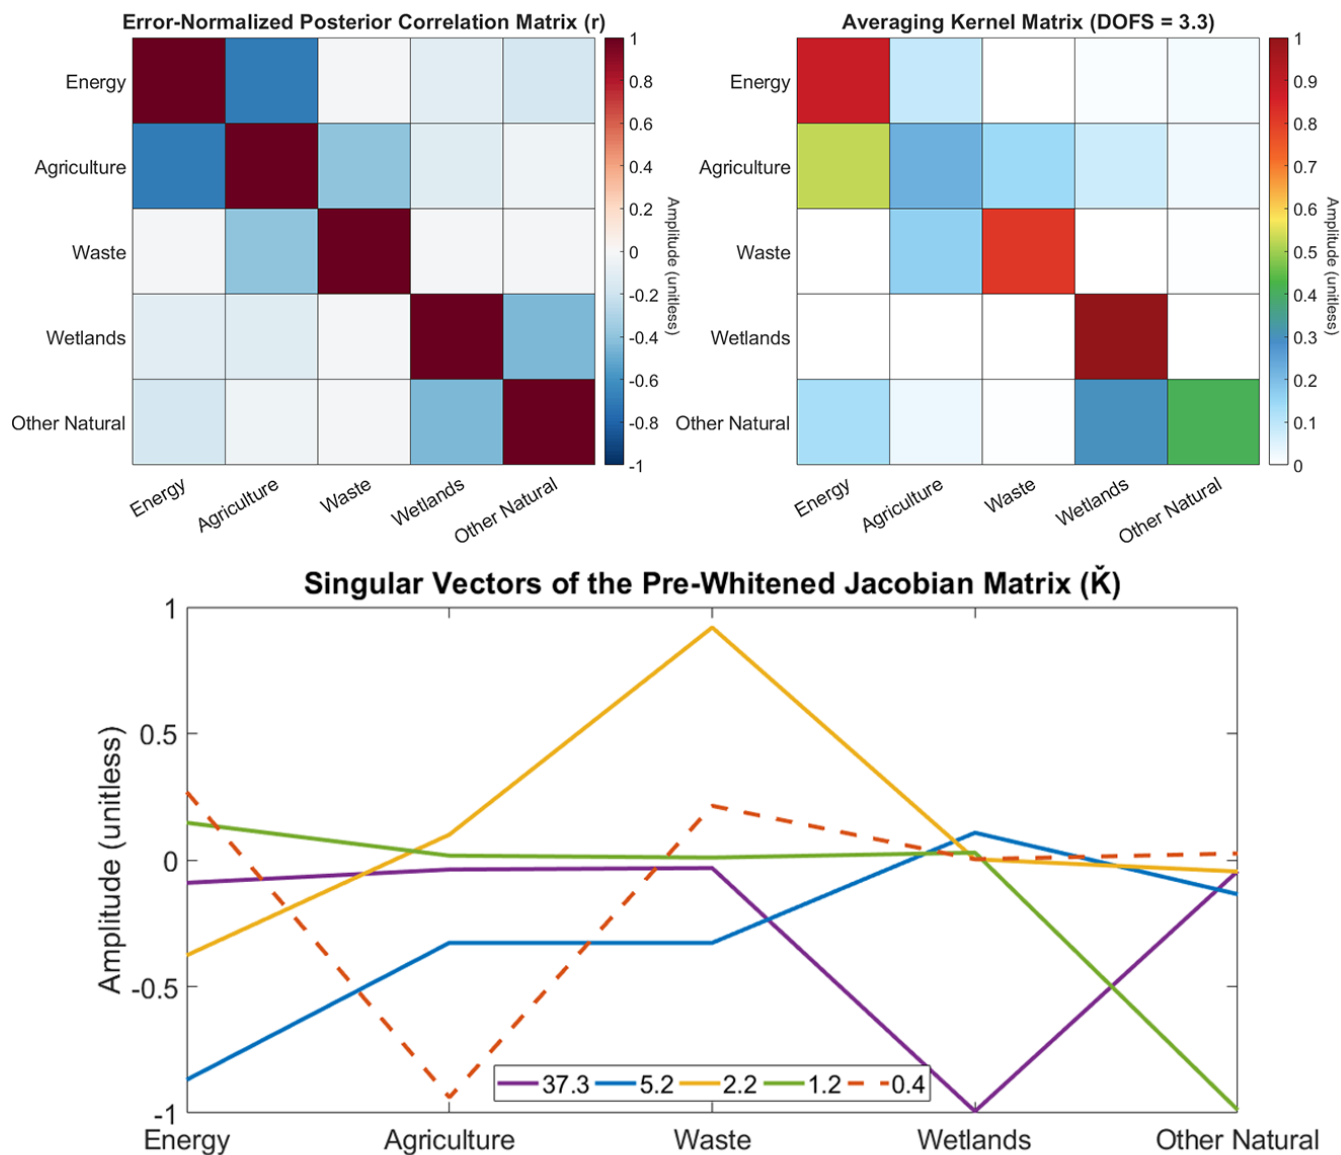 Error-Normalized Posterior Correlation Matrix (r)
Energy
Agriculture
Waste
Wetlands
Other Natural
Energy
Agriculture
Waste
Wetlands
Other Natural
1
0.8
0.6
0.4
0.2
0
-0.2
-0.4
-0.6
-0.8
-1
Amplitude (unitless)
Averaging Kernel Matrix (DOFS = 3.3)
Energy
Agriculture
Waste
Wetlands
Other Natural
Energy
Agriculture
Waste
Wetlands
Other Natural
1
0.9
0.8
0.7
0.6
0.5
0.4
0.3
0.2
0.1
0
Amplitude (unitless)
Singular Vectors of the Pre-Whitened Jacobian Matrix (Ǩ)
Amplitude (unitless)
1
0.5
0
-0.5
-1
37.3 5.2 2.2 1.2 0.4
Energy Agriculture Waste Wetlands Other Natural